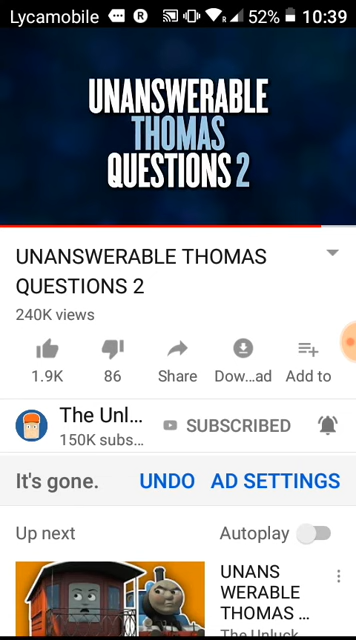 Lycamobile R R 52% 10:39
UNANSWERABLE
THOMAS
QUESTIONS 2
UNANSWERABLE THOMAS
QUESTIONS 2
240K views
1.9K 86 Share Dow...ad Add to
The Unl...
SUBSCRIBED
150K subs...
It's gone. UNDO AD SETTINGS
Up next Autoplay
UNANS
WERABLE
THOMAS ...
The Unluck